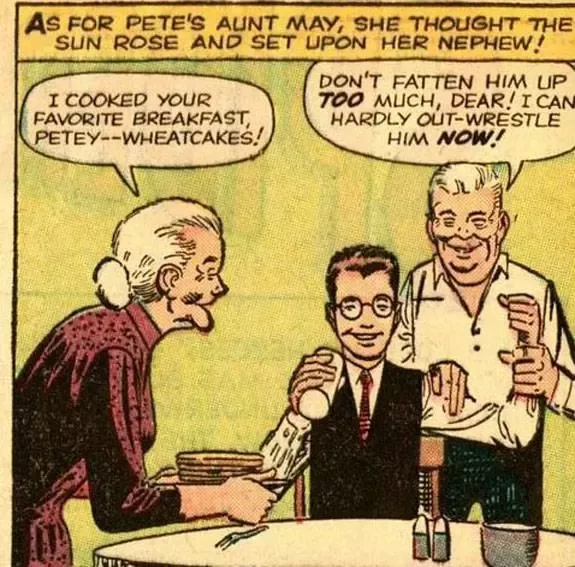 AS FOR PETE'S AUNT MAY, SHE THOUGHT THE
SUN ROSE AND SET UPON HER NEPHEW!
I COOKED YOUR
FAVORITE BREAKFAST,
PETEY--WHEATCAKES!
DON'T FATTEN HIM UP
TOO MUCH, DEAR! I CAN
HARDLY OUT-WRESTLE
HIM NOW!